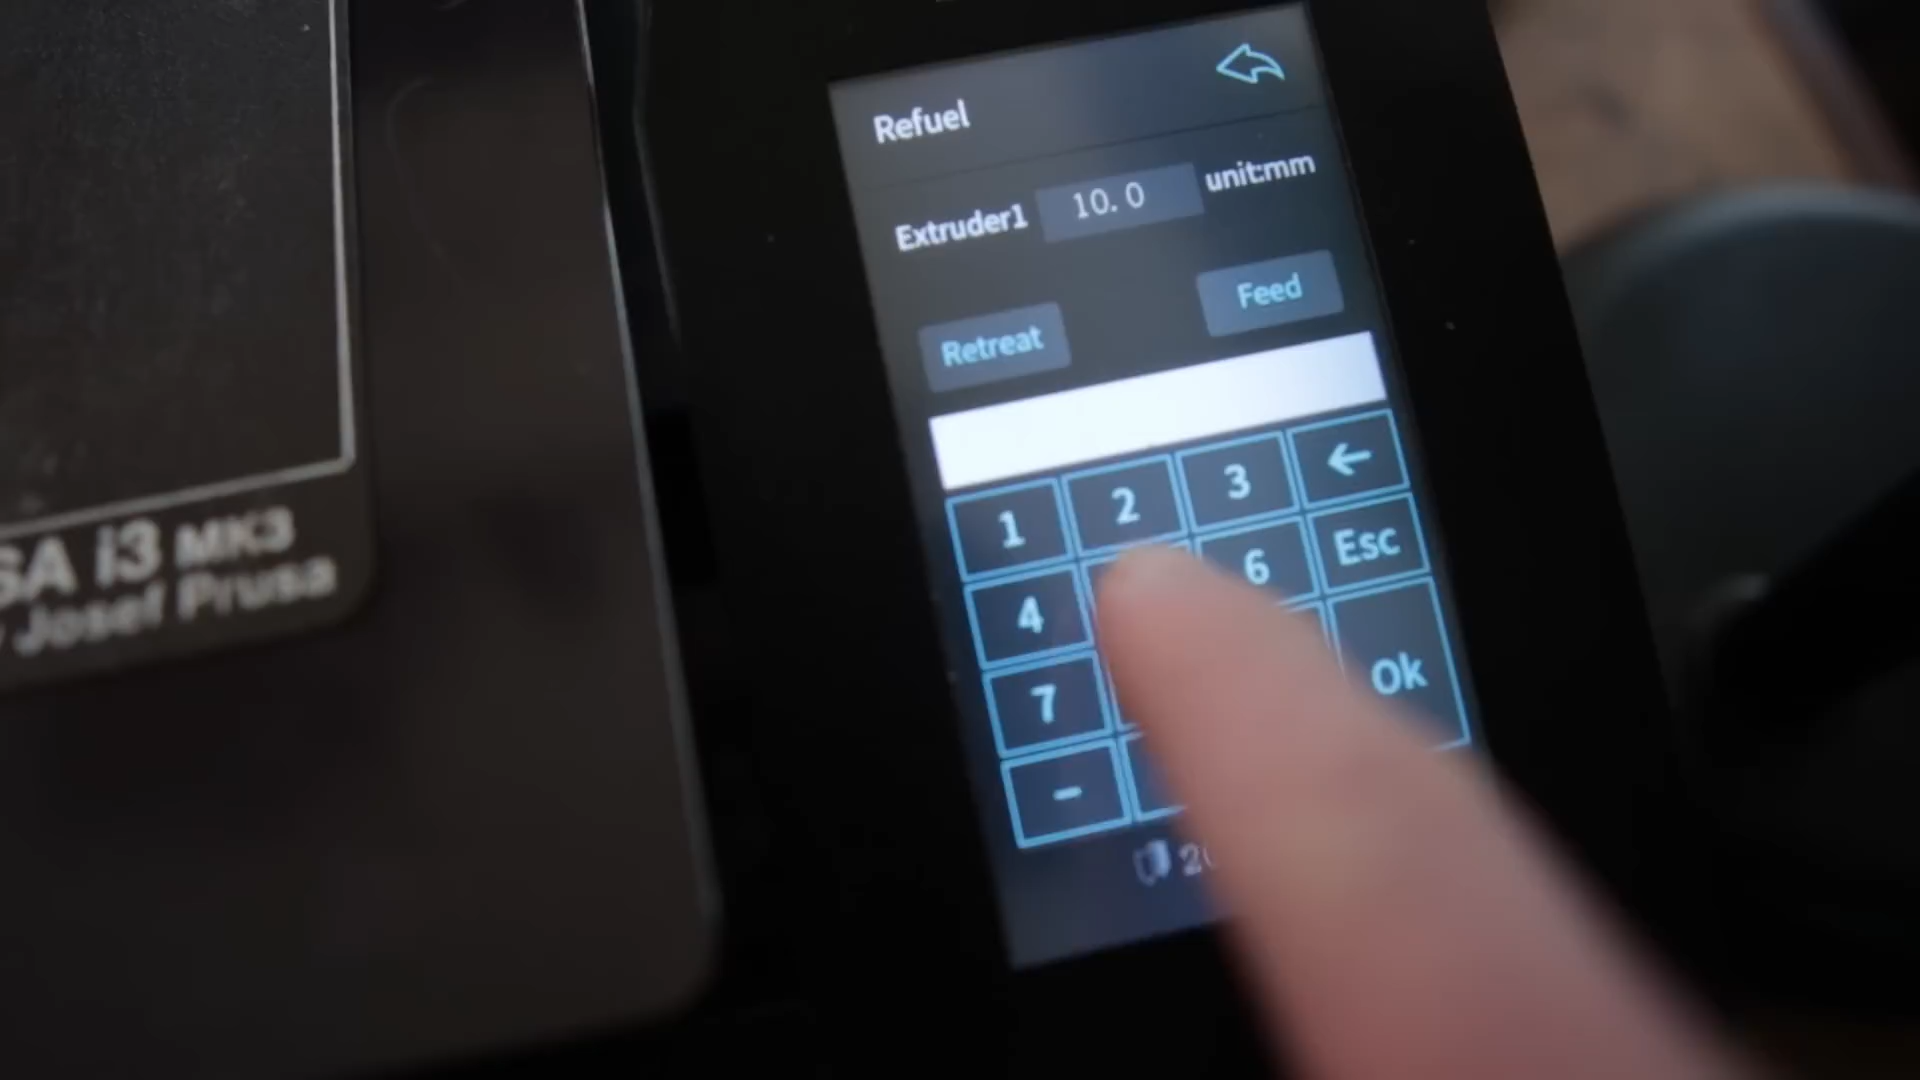 Refuel
Extruder1 10.0 unit:mm
Retreat Feed
1 2 3 ←
4 6 Esc
7 Ok
-
SA i3 MK3
Josef Prusa